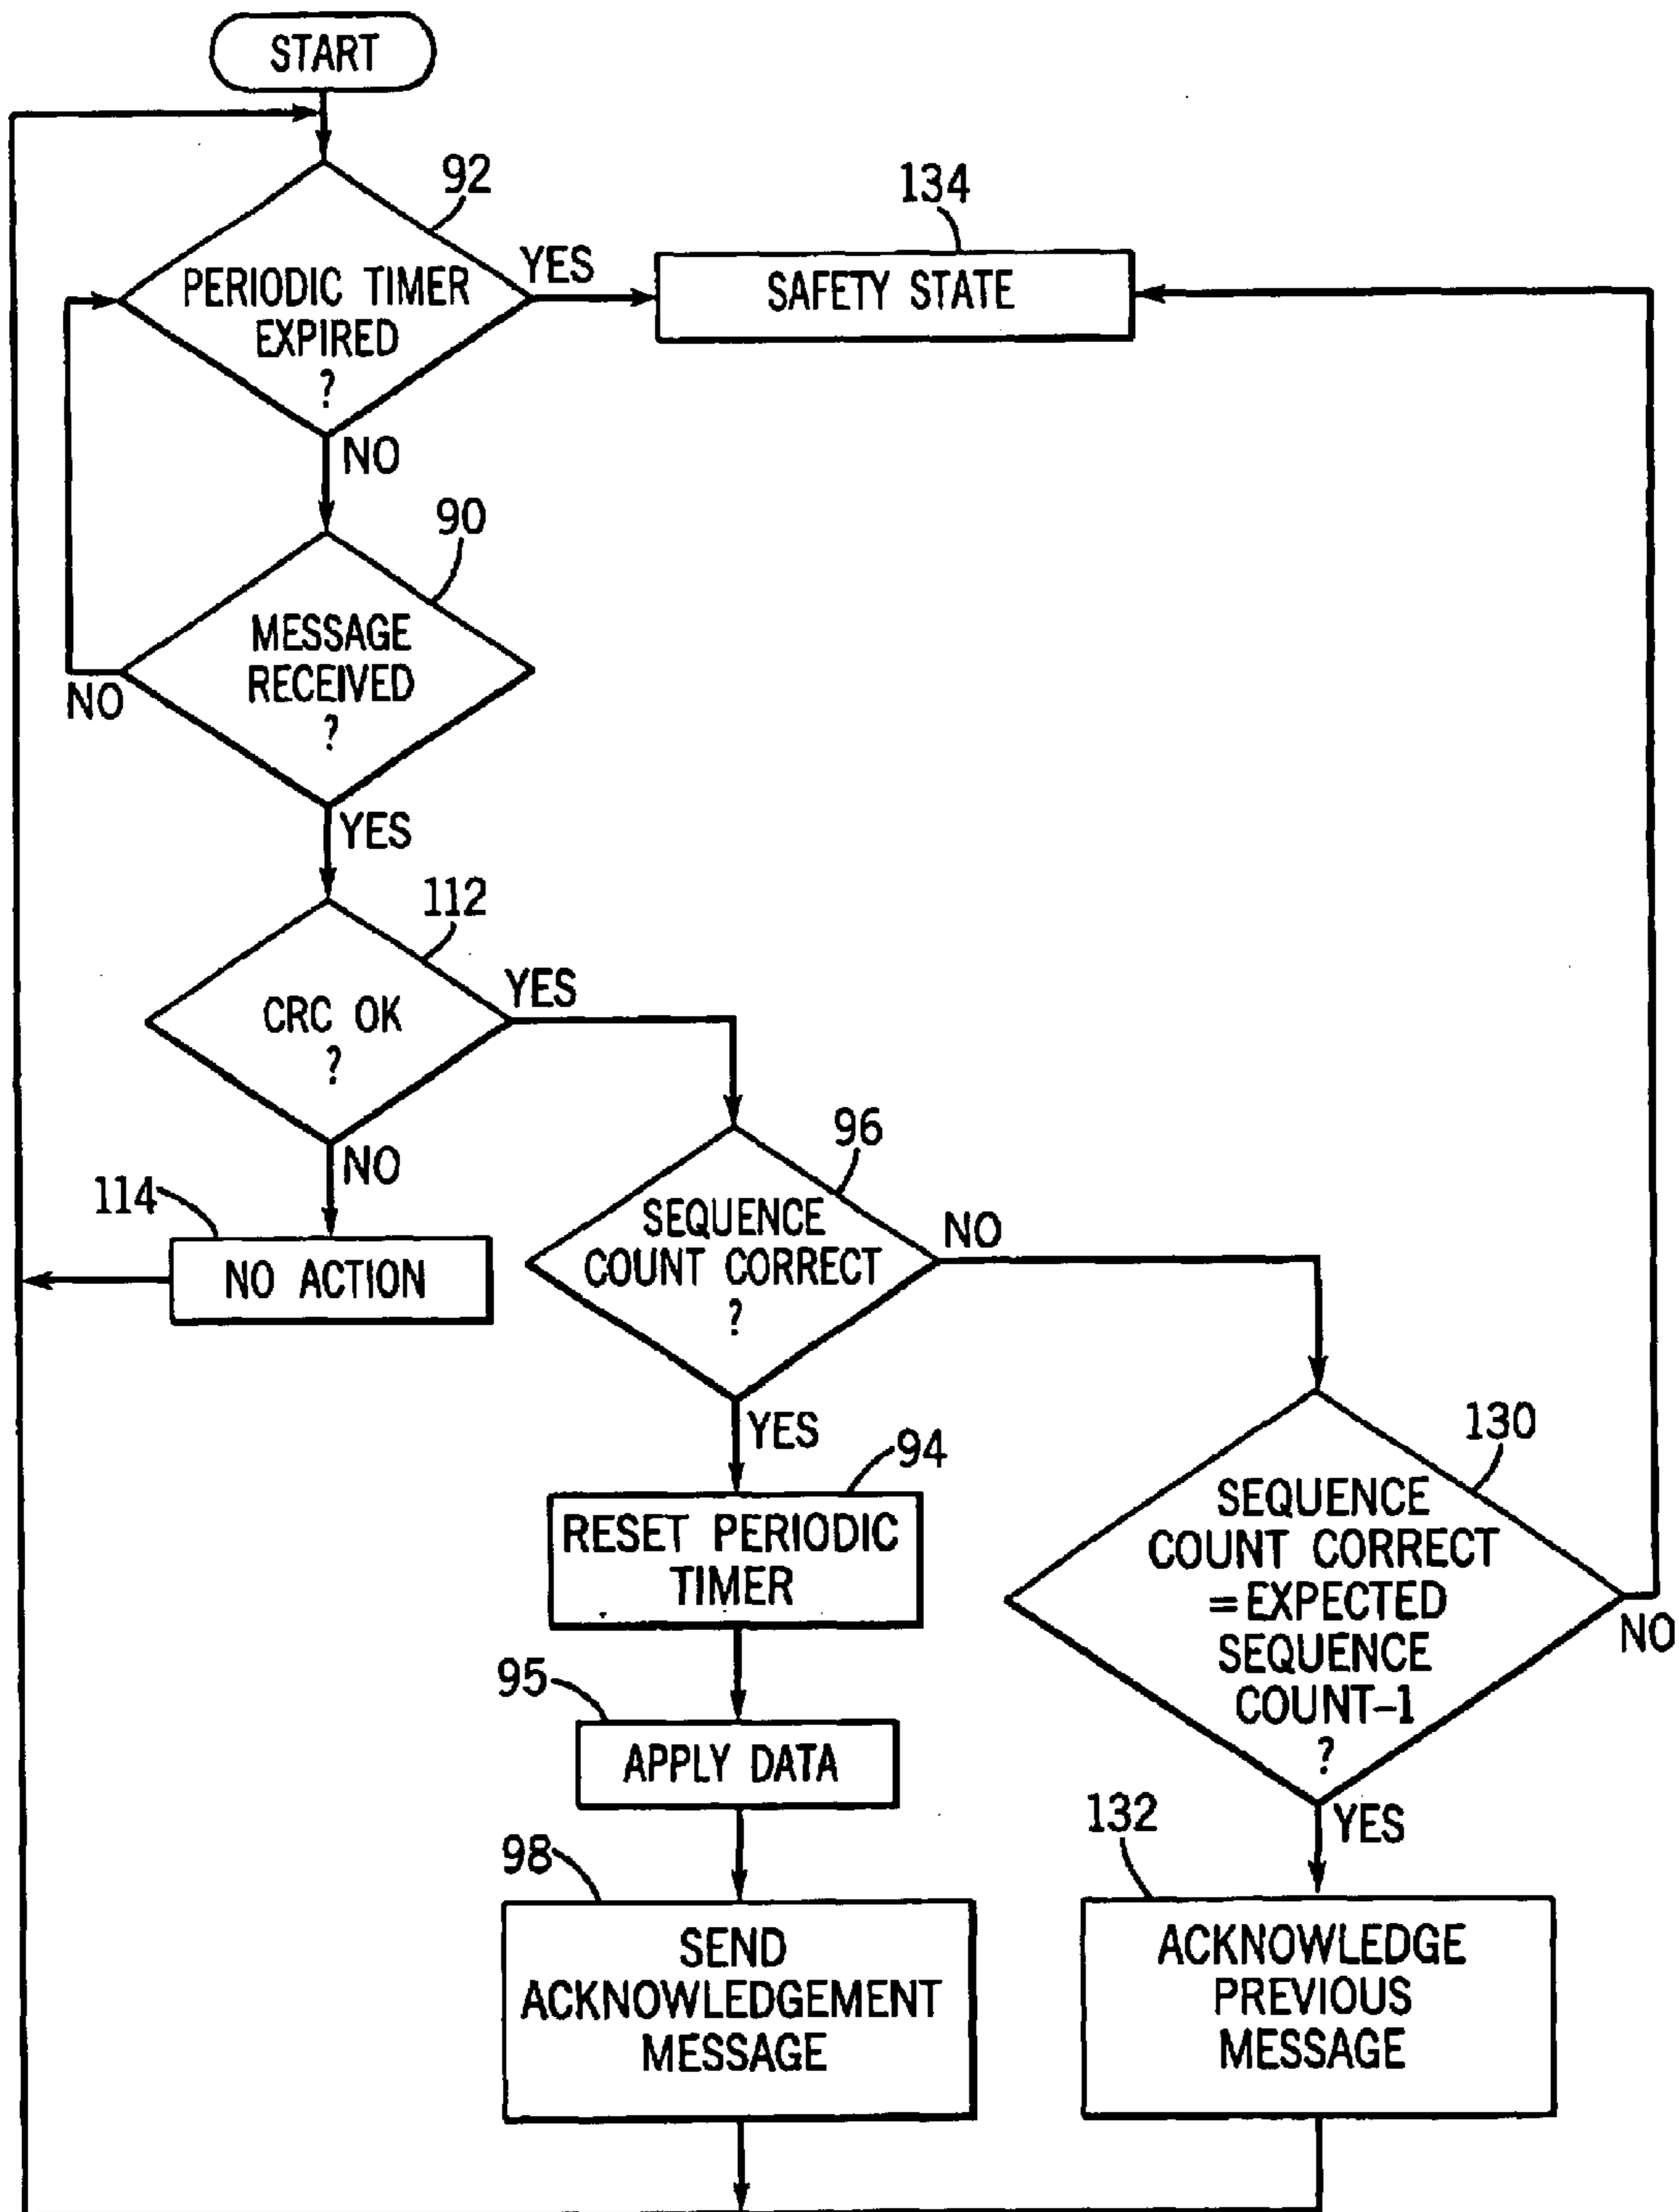 START
92
PERIODIC TIMER
EXPIRED
?
YES
134
SAFETY STATE
NO
90
MESSAGE
RECEIVED
?
NO
YES
112
CRC OK
?
YES
NO
114
NO ACTION
96
SEQUENCE
COUNT CORRECT
?
NO
YES
94
RESET PERIODIC
TIMER
130
SEQUENCE
COUNT CORRECT
=EXPECTED
SEQUENCE
COUNT-1
?
NO
YES
95
APPLY DATA
98
SEND
ACKNOWLEDGEMENT
MESSAGE
132
ACKNOWLEDGE
PREVIOUS
MESSAGE